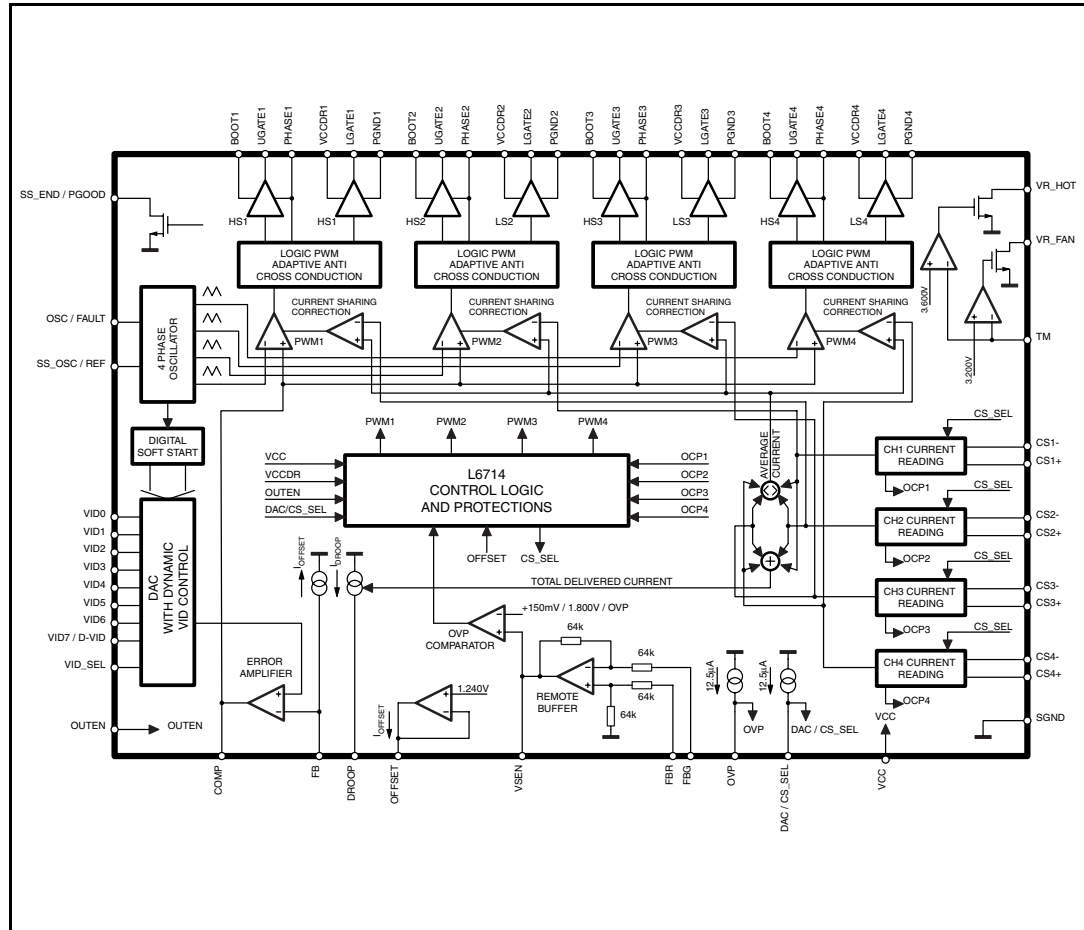 BOOT1
UGATE1
PHASE1
VCCDR1
LGATE1
PGND1
BOOT2
UGATE2
PHASE2
VCCDR2
LGATE2
PGND2
BOOT3
UGATE3
PHASE3
VCCDR3
LGATE3
PGND3
BOOT4
UGATE4
PHASE4
VCCDR4
LGATE4
PGND4
SS_END / PGOOD
HS1
HS1
HS2
LS2
HS3
LS3
HS4
LS4
VR_HOT
VR_FAN
LOGIC PWM
ADAPTIVE ANTI
CROSS CONDUCTION
LOGIC PWM
ADAPTIVE ANTI
CROSS CONDUCTION
LOGIC PWM
ADAPTIVE ANTI
CROSS CONDUCTION
LOGIC PWM
ADAPTIVE ANTI
CROSS CONDUCTION
3.600V
3.200V
TM
OSC / FAULT
SS_OSC / REF
4 PHASE
OSCILLATOR
CURRENT SHARING
CORRECTION
PWM1
CURRENT SHARING
CORRECTION
PWM2
CURRENT SHARING
CORRECTION
PWM3
CURRENT SHARING
CORRECTION
PWM4
DIGITAL
SOFT START
PWM1
PWM2
PWM3
PWM4
VCC
VCCDR
OUTEN
DAC/CS_SEL
L6714
CONTROL LOGIC
AND PROTECTIONS
OCP1
OCP2
OCP3
OCP4
OFFSET
CS_SEL
AVERAGE
CURRENT
CS_SEL
CH1 CURRENT
READING
CS1-
CS1+
OCP1
CS_SEL
CH2 CURRENT
READING
CS2-
CS2+
OCP2
CS_SEL
CH3 CURRENT
READING
CS3-
CS3+
OCP3
CS_SEL
CH4 CURRENT
READING
CS4-
CS4+
OCP4
VID0
VID1
VID2
VID3
VID4
VID5
VID6
VID7 / D-VID
VID_SEL
DAC
WITH DYNAMIC
VID CONTROL
IOFFSET
IDROOP
TOTAL DELIVERED CURRENT
+150mV / 1.800V / OVP
OVP
COMPARATOR
64k
64k
64k
64k
REMOTE
BUFFER
ERROR
AMPLIFIER
1.240V
IOFFSET
12.5µA
12.5µA
OVP
DAC / CS_SEL
VCC
SGND
OUTEN
OUTEN
COMP
FB
DROOP
OFFSET
VSEN
FBR
FBG
OVP
DAC / CS_SEL
VCC